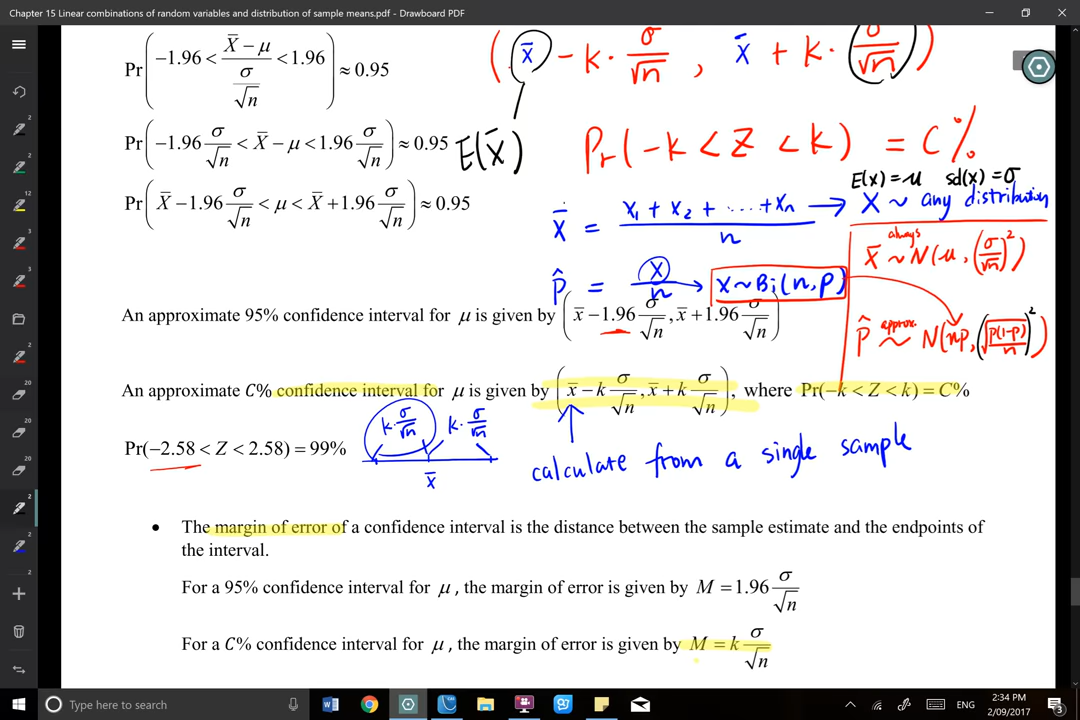 Chapter 15 Linear combinations of random variables and distribution of sample means.pdf - Drawboard PDF
Pr(−1.96 < (X̄ − μ)/(σ/√n) < 1.96) ≈ 0.95
(x̄ − k · σ/√n , x̄ + k · σ/√n)
Pr(−1.96 σ/√n < X̄ − μ < 1.96 σ/√n) ≈ 0.95
E(X̄)
Pr(−k < Z < k) = C%
E(x) = μ sd(x) = σ
Pr(X̄ − 1.96 σ/√n < μ < X̄ + 1.96 σ/√n) ≈ 0.95
X̄ = (X₁ + X₂ + ... + Xn)/n → X ~ any distribution
always
X̄ ~ N(μ, (σ/√n)²)
P̂ = X/n → X ~ Bi(n, p)
approx.
P̂ ~ N(np, (√(p(1−p)/n))²)
An approximate 95% confidence interval for μ is given by (x̄ − 1.96 σ/√n, x̄ + 1.96 σ/√n)
An approximate C% confidence interval for μ is given by (x̄ − k σ/√n, x̄ + k σ/√n), where Pr(−k < Z < k) = C%
Pr(−2.58 < Z < 2.58) = 99%
k · σ/√n k · σ/√n
x̄
calculate from a single sample
• The margin of error of a confidence interval is the distance between the sample estimate and the endpoints of
the interval.
For a 95% confidence interval for μ, the margin of error is given by M = 1.96 σ/√n
For a C% confidence interval for μ, the margin of error is given by M = k σ/√n
Type here to search
ENG
2:34 PM
2/09/2017